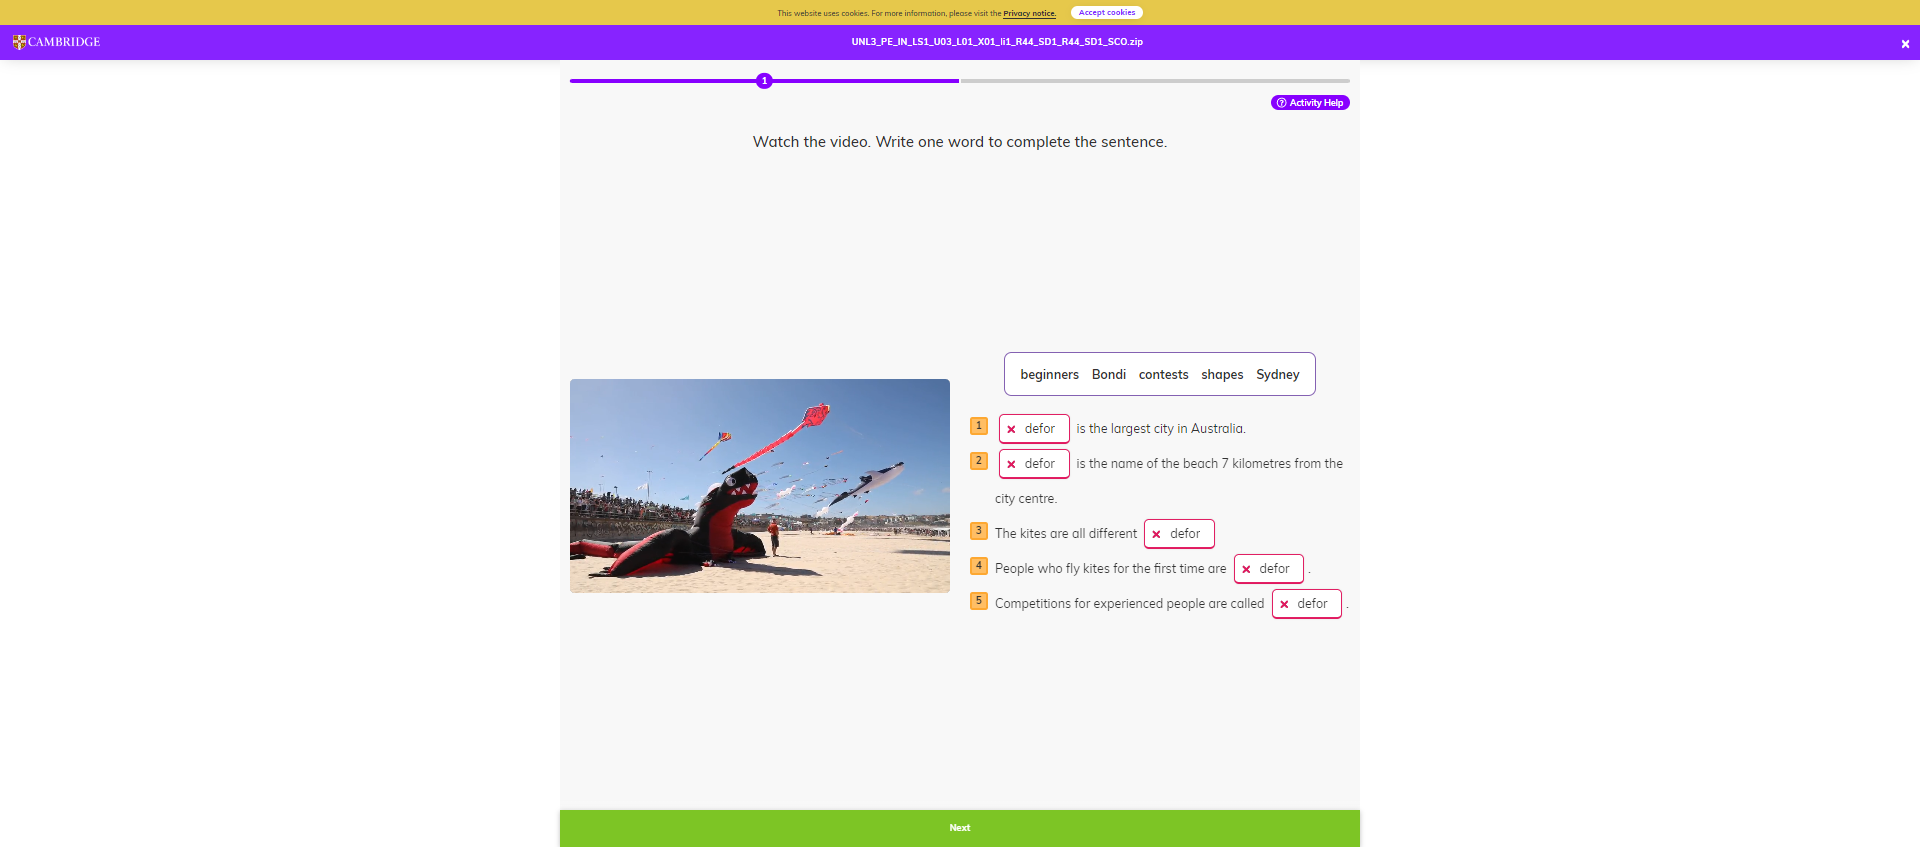 This website uses cookies. For more information, please visit the Privacy notice. Accept cookies
CAMBRIDGE
UNL3_PE_IN_LS1_U03_L01_X01_li1_R44_SD1_R44_SD1_SCO.zip
1
Activity Help
Watch the video. Write one word to complete the sentence.
beginners Bondi contests shapes Sydney
1 defor is the largest city in Australia.
2 defor is the name of the beach 7 kilometres from the
city centre.
3 The kites are all different defor
4 People who fly kites for the first time are defor .
5 Competitions for experienced people are called defor .
Next